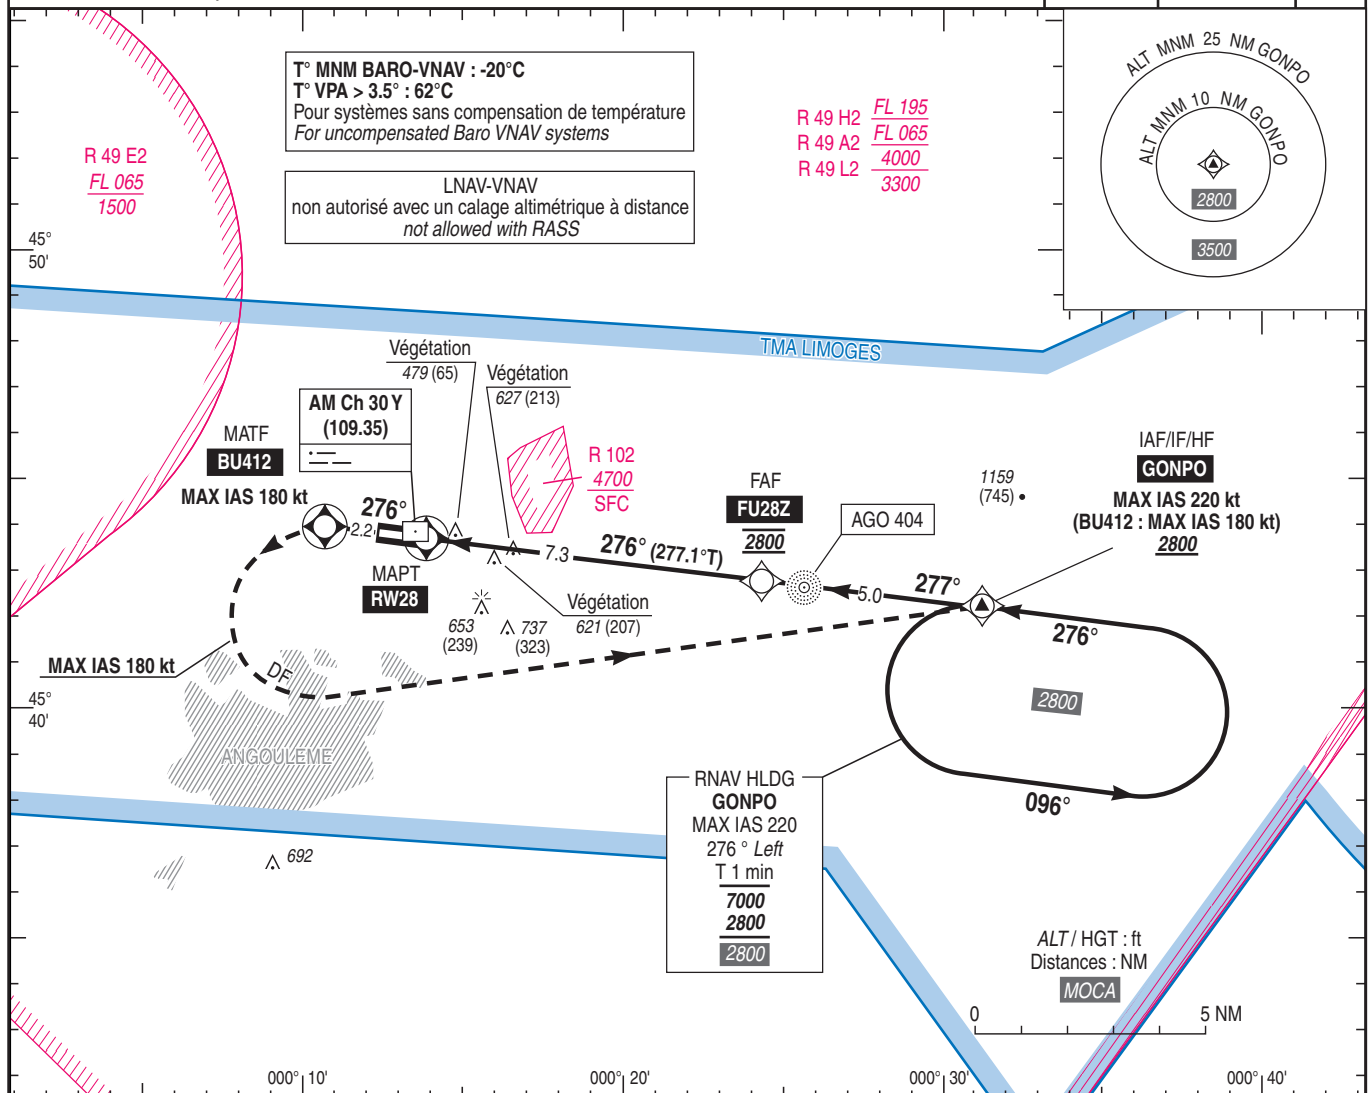 ALT MNM 25 NM GONPO
ALT MNM 10 NM GONPO
2800
3500
T° MNM BARO-VNAV : -20°C
T° VPA > 3.5° : 62°C
Pour systèmes sans compensation de température
For uncompensated Baro VNAV systems
LNAV-VNAV
non autorisé avec un calage altimétrique à distance
not allowed with RASS
R 49 H2 FL 195
R 49 A2 FL 065
4000
R 49 L2
3300
R 49 E2
FL 065
1500
45°
50'
TMA LIMOGES
Végétation
479 (65)
Végétation
627 (213)
AM Ch 30 Y
(109.35)
MATF
BU412
MAX IAS 180 kt
276°
2.2
MAPT
RW28
R 102
4700
SFC
7.3
276° (277.1°T)
FAF
FU28Z
2800
AGO 404
5.0
277°
1159
(745)
IAF/IF/HF
GONPO
MAX IAS 220 kt
(BU412 : MAX IAS 180 kt)
2800
276°
2800
096°
653
(239)
737
(323)
Végétation
621 (207)
MAX IAS 180 kt
DF
45°
40'
ANGOULEME
692
RNAV HLDG
GONPO
MAX IAS 220
276 ° Left
T 1 min
7000
2800
2800
ALT / HGT : ft
Distances : NM
MOCA
0 5 NM
000° 10' 000° 20' 000° 30' 000° 40'